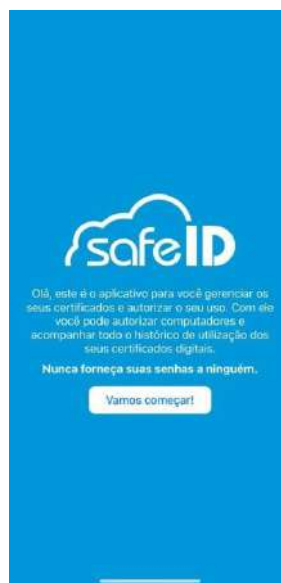 safeID
Olá, este é o aplicativo para você gerenciar os
seus certificados e autorizar o seu uso. Com ele
você pode autorizar computadores e
acompanhar todo o histórico de utilização dos
seus certificados digitais.
Nunca forneça suas senhas a ninguém.
Vamos começar!